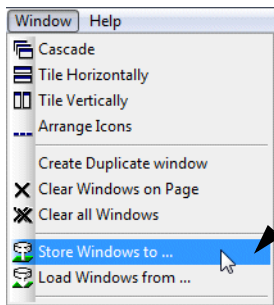 Window Help
Cascade
Tile Horizontally
Tile Vertically
Arrange Icons
Create Duplicate window
Clear Windows on Page
Clear all Windows
Store Windows to ...
Load Windows from ...